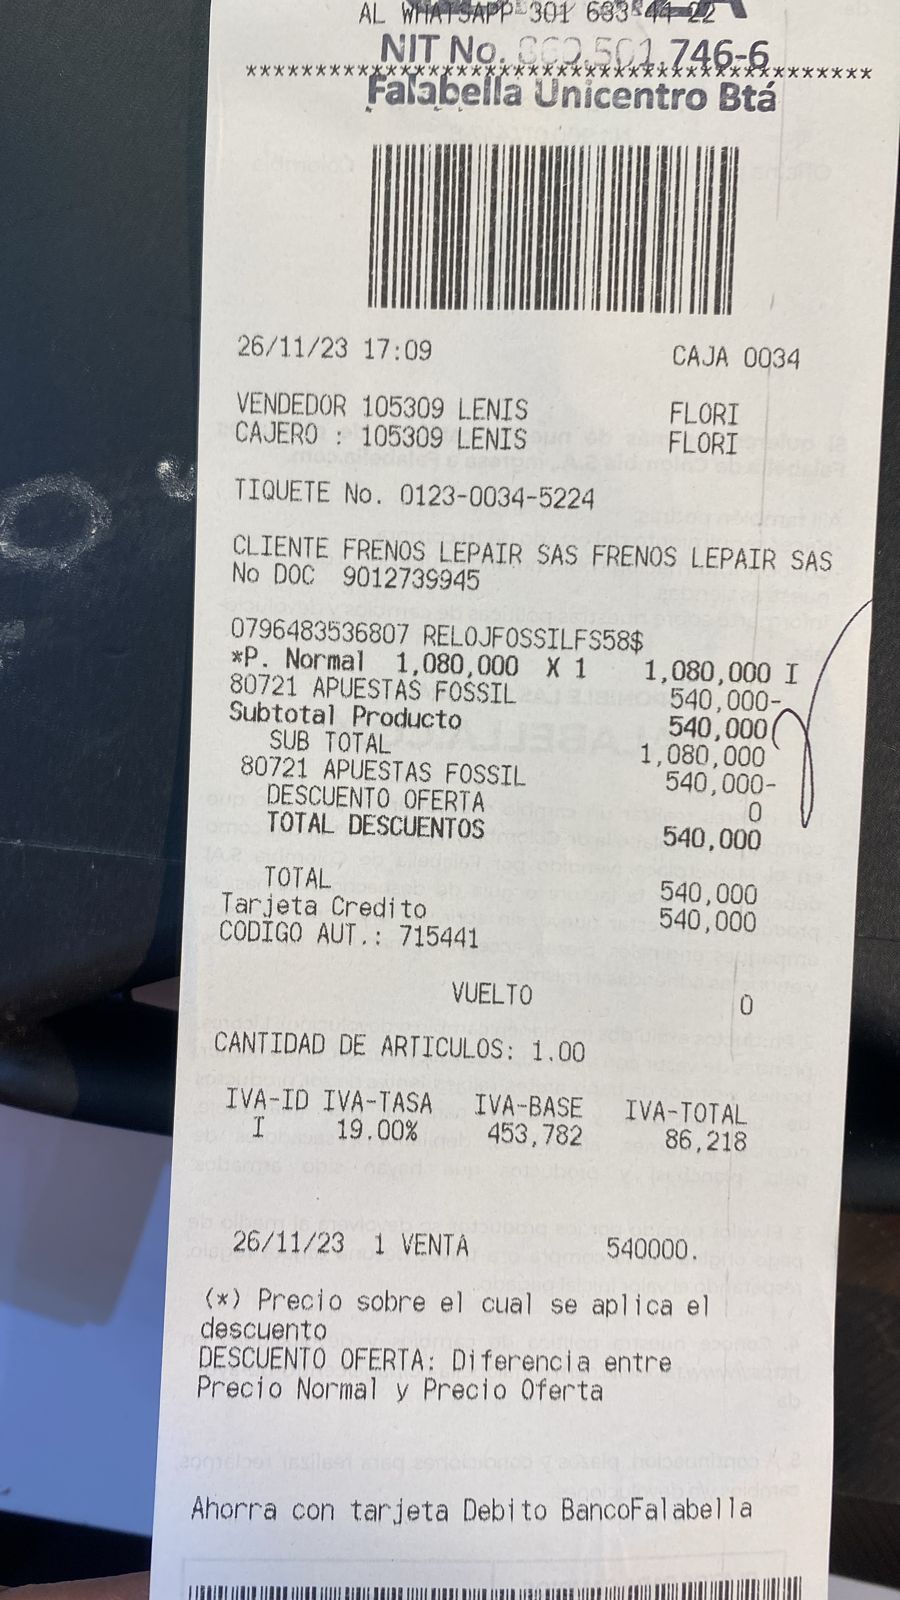 AL WHATSAPP 301 683 44 22
NIT No. 860.501.746-6
******************************************
Falabella Unicentro Btá
26/11/23 17:09 CAJA 0034
VENDEDOR 105309 LENIS FLORI
CAJERO : 105309 LENIS FLORI
TIQUETE No. 0123-0034-5224
CLIENTE FRENOS LEPAIR SAS FRENOS LEPAIR SAS
No DOC 9012739945
0796483536807 RELOJFOSSILFS58$
*P. Normal 1,080,000 X 1 1,080,000 I
80721 APUESTAS FOSSIL 540,000-
Subtotal Producto 540,000
SUB TOTAL 1,080,000
80721 APUESTAS FOSSIL 540,000-
DESCUENTO OFERTA 0
TOTAL DESCUENTOS 540,000
TOTAL 540,000
Tarjeta Credito 540,000
CODIGO AUT.: 715441
VUELTO 0
CANTIDAD DE ARTICULOS: 1.00
IVA-ID IVA-TASA IVA-BASE IVA-TOTAL
I 19.00% 453,782 86,218
26/11/23 1 VENTA 540000.
(*) Precio sobre el cual se aplica el
descuento
DESCUENTO OFERTA: Diferencia entre
Precio Normal y Precio Oferta
Ahorra con tarjeta Debito BancoFalabella